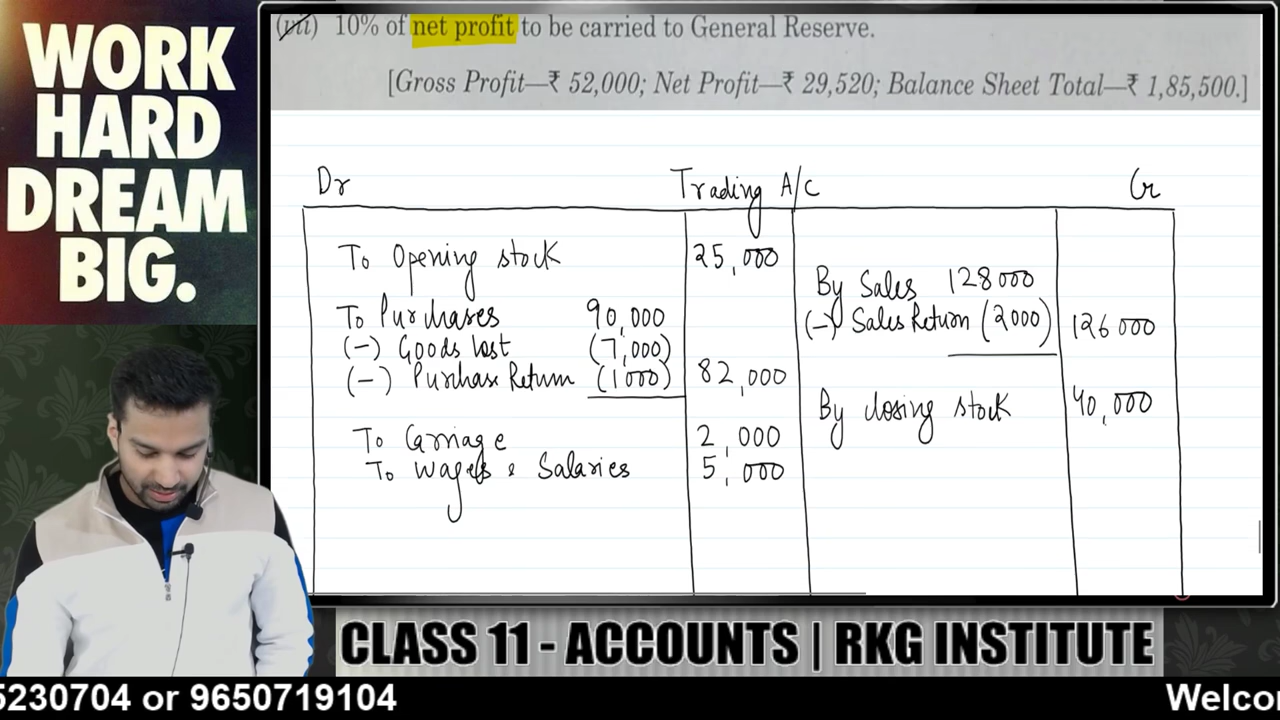 WORK
HARD
DREAM
BIG.
(vii) 10% of net profit to be carried to General Reserve.
[Gross Profit—₹ 52,000; Net Profit—₹ 29,520; Balance Sheet Total—₹ 1,85,500.]
Dr Trading A/C Cr
To Opening stock 25,000
To Purchases 90,000
(-) Goods lost (7,000)
(-) Purchase Return (1000) 82,000
To Carriage 2,000
To Wages & Salaries 5,000
By Sales 128000
(-) Sales Return (2000) 126000
By closing stock 40,000
CLASS 11 - ACCOUNTS | RKG INSTITUTE
5230704 or 9650719104
Welcor